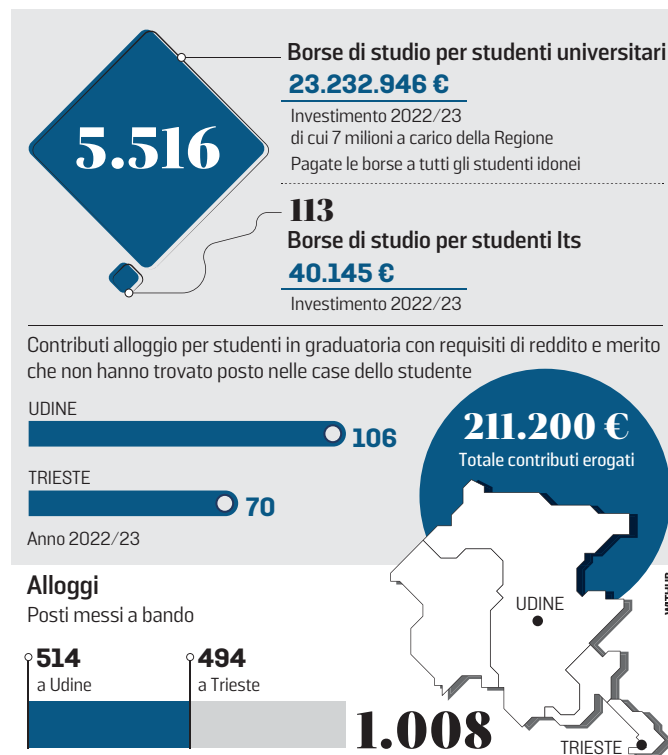 5.516
Borse di studio per studenti universitari
23.232.946 €
Investimento 2022/23
di cui 7 milioni a carico della Regione
Pagate le borse a tutti gli studenti idonei
113
Borse di studio per studenti Its
40.145 €
Investimento 2022/23
Contributi alloggio per studenti in graduatoria con requisiti di reddito e merito
che non hanno trovato posto nelle case dello studente
UDINE
106
TRIESTE
70
Anno 2022/23
211.200 €
Totale contributi erogati
Alloggi
Posti messi a bando
514
a Udine
494
a Trieste
1.008
UDINE
TRIESTE
WITHUB